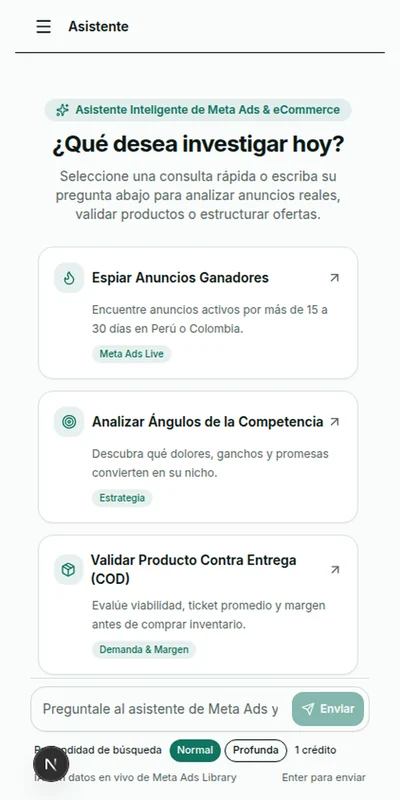 Asistente
Asistente Inteligente de Meta Ads & eCommerce
¿Qué desea investigar hoy?
Seleccione una consulta rápida o escriba su
pregunta abajo para analizar anuncios reales,
validar productos o estructurar ofertas.
Espiar Anuncios Ganadores
Encuentre anuncios activos por más de 15 a
30 días en Perú o Colombia.
Meta Ads Live
Analizar Ángulos de la Competencia
Descubra qué dolores, ganchos y promesas
convierten en su nicho.
Estrategia
Validar Producto Contra Entrega
(COD)
Evalúe viabilidad, ticket promedio y margen
antes de comprar inventario.
Demanda & Margen
Preguntale al asistente de Meta Ads y
Enviar
de búsqueda Normal Profunda 1 crédito
N
datos en vivo de Meta Ads Library Enter para enviar